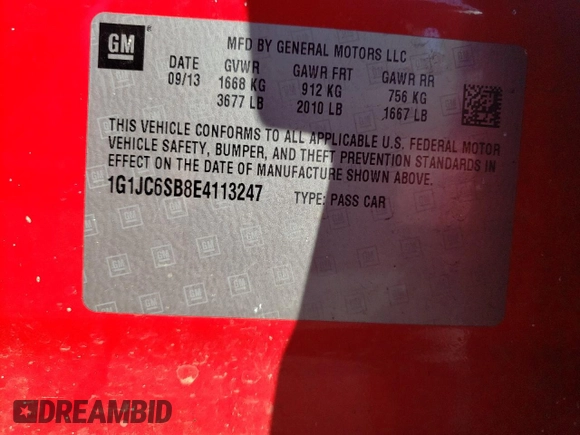 GM ®
MFD BY GENERAL MOTORS LLC
DATE GVWR GAWR FRT GAWR RR
09/13 1668 KG 912 KG 756 KG
3677 LB 2010 LB 1667 LB
THIS VEHICLE CONFORMS TO ALL APPLICABLE U.S. FEDERAL MOTOR
VEHICLE SAFETY, BUMPER, AND THEFT PREVENTION STANDARDS IN
EFFECT ON THE DATE OF MANUFACTURE SHOWN ABOVE.
1G1JC6SB8E4113247 TYPE: PASS CAR
DREAMBID